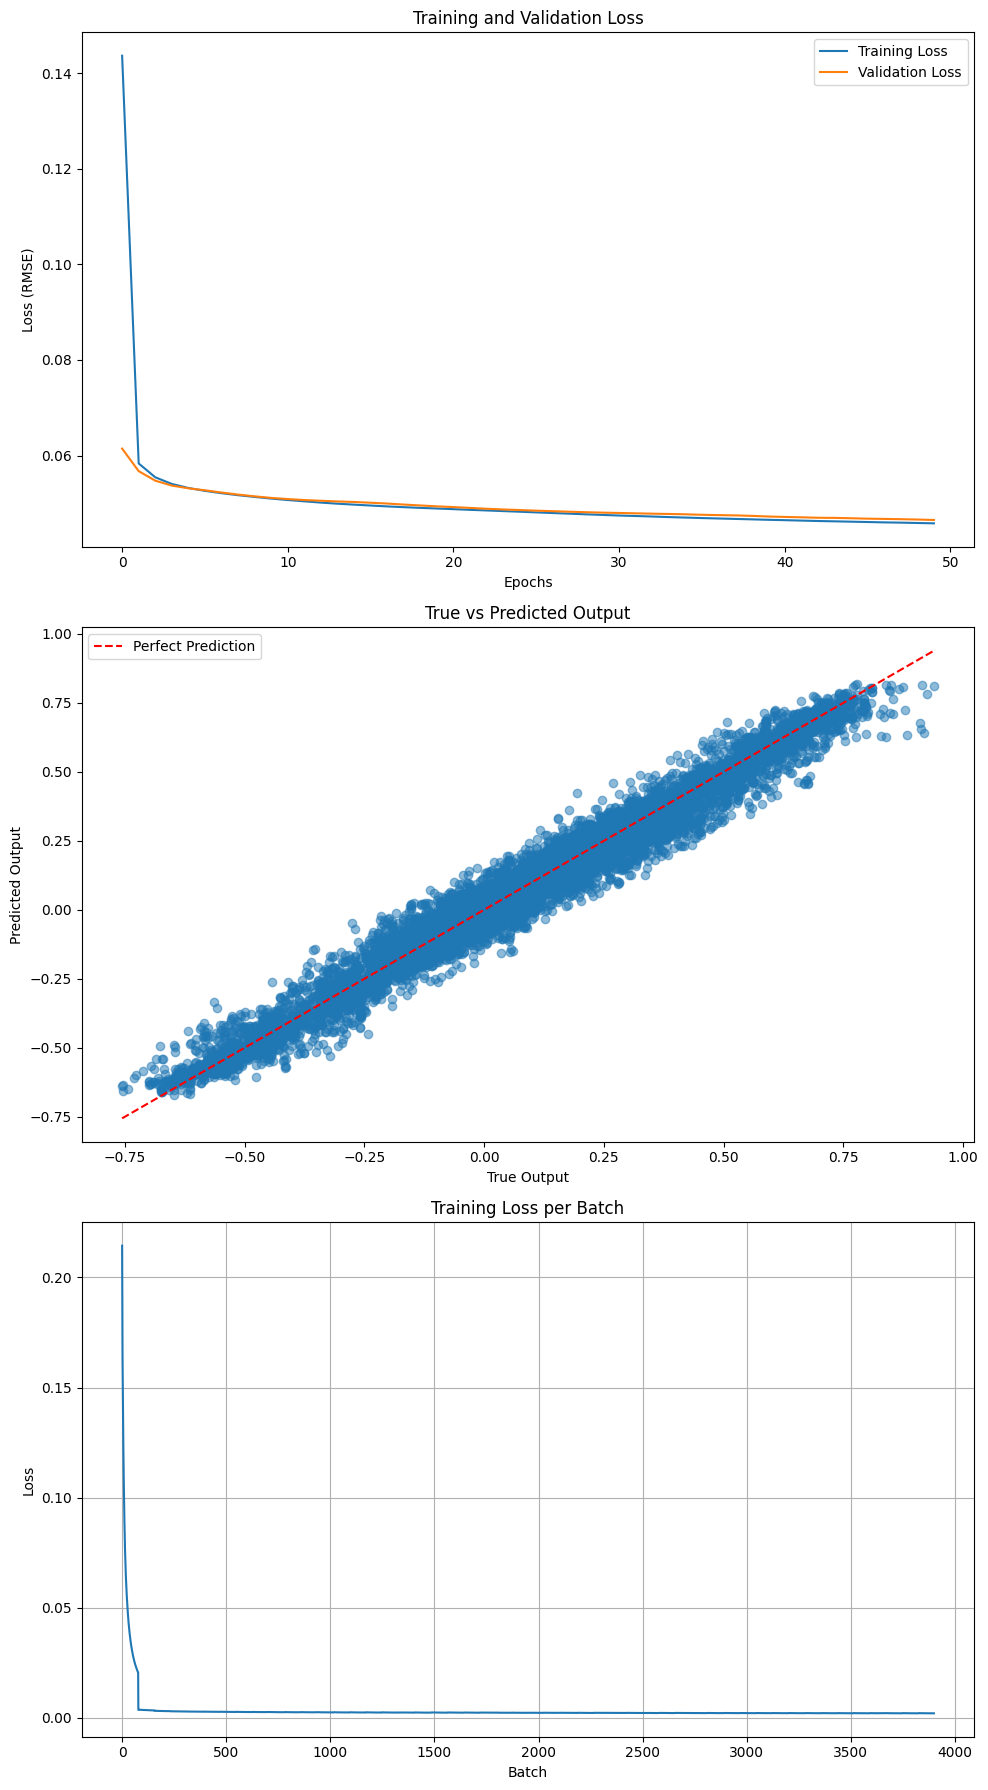 Training and Validation Loss
Training Loss
Validation Loss
0.14
0.12
0.10
0.08
0.06
Loss (RMSE)
0 10 20 30 40 50
Epochs
True vs Predicted Output
Perfect Prediction
1.00
0.75
0.50
0.25
0.00
−0.25
−0.50
−0.75
Predicted Output
−0.75 −0.50 −0.25 0.00 0.25 0.50 0.75 1.00
True Output
Training Loss per Batch
0.20
0.15
0.10
0.05
0.00
Loss
0 500 1000 1500 2000 2500 3000 3500 4000
Batch